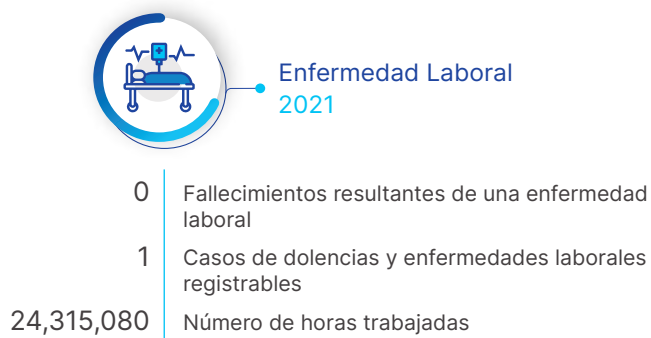 Enfermedad Laboral
2021
0 Fallecimientos resultantes de una enfermedad
laboral
1 Casos de dolencias y enfermedades laborales
registrables
24,315,080 Número de horas trabajadas